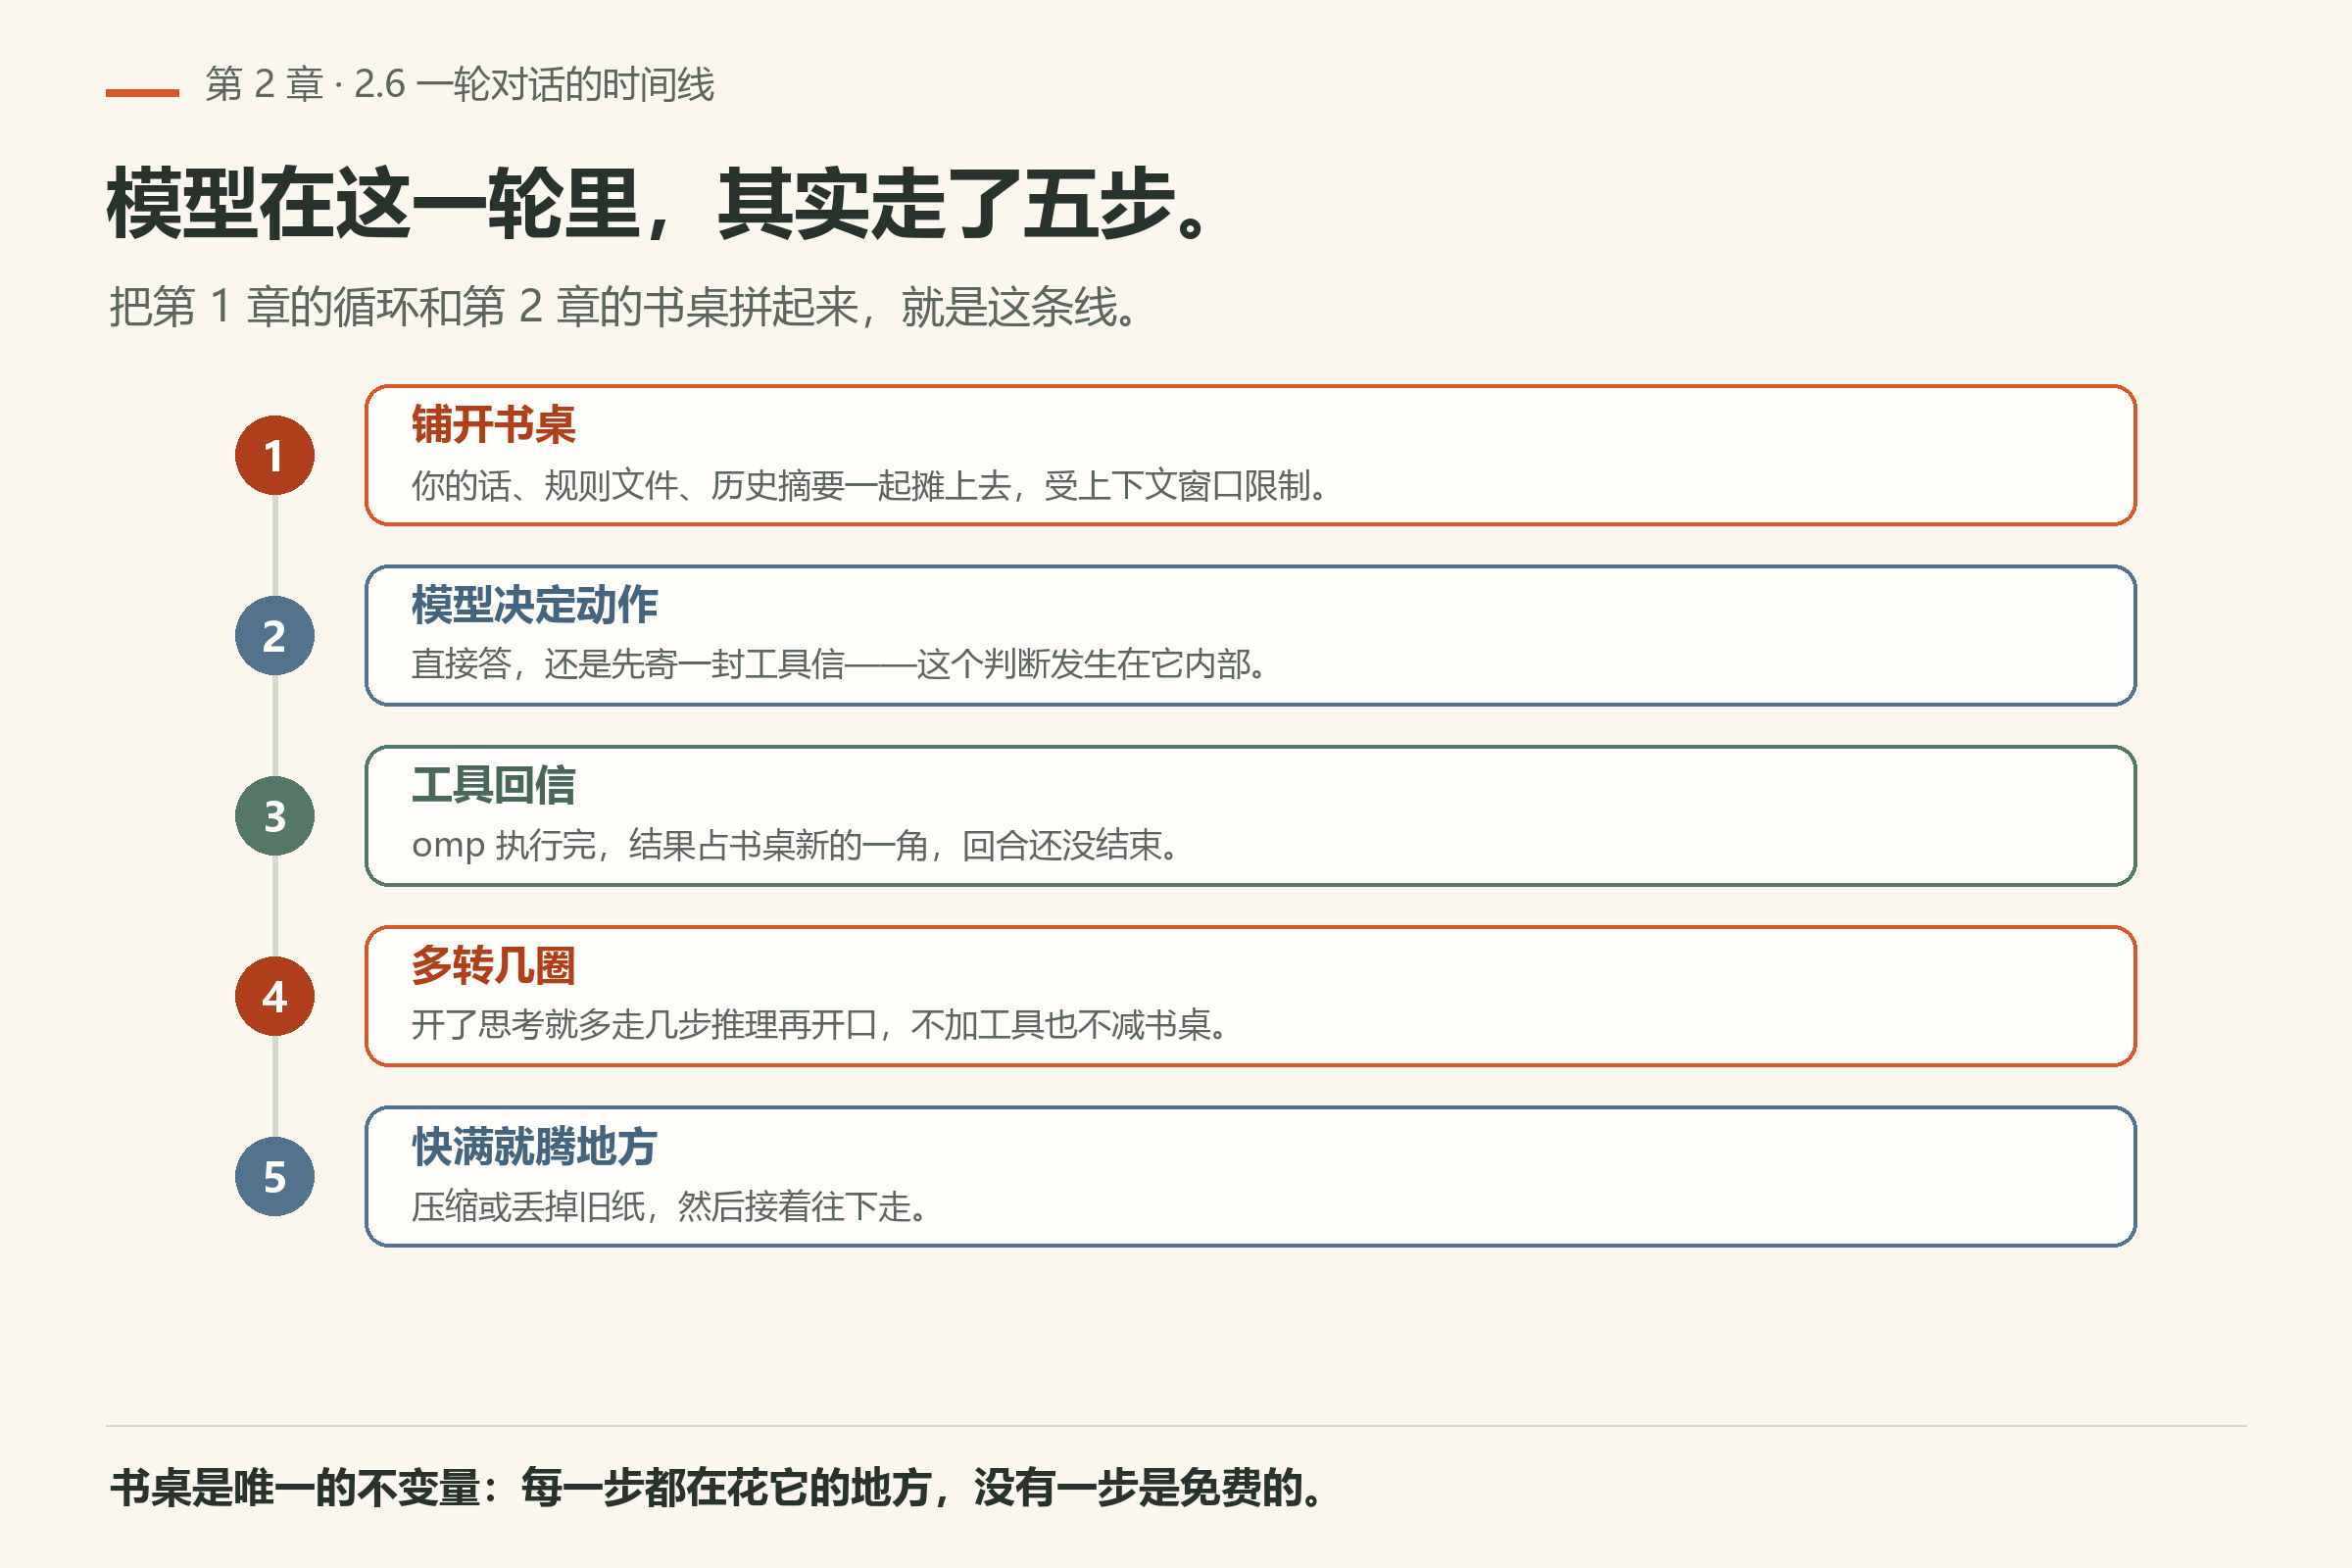 第 2 章 · 2.6 一轮对话的时间线
模型在这一轮里，其实走了五步。
把第 1 章的循环和第 2 章的书桌拼起来，就是这条线。
1
铺开书桌
你的话、规则文件、历史摘要一起摊上去，受上下文窗口限制。
2
模型决定动作
直接答，还是先寄一封工具信——这个判断发生在它内部。
3
工具回信
omp 执行完，结果占书桌新的一角，回合还没结束。
4
多转几圈
开了思考就多走几步推理再开口，不加工具也不减书桌。
5
快满就腾地方
压缩或丢掉旧纸，然后接着往下走。
书桌是唯一的不变量：每一步都在花它的地方，没有一步是免费的。